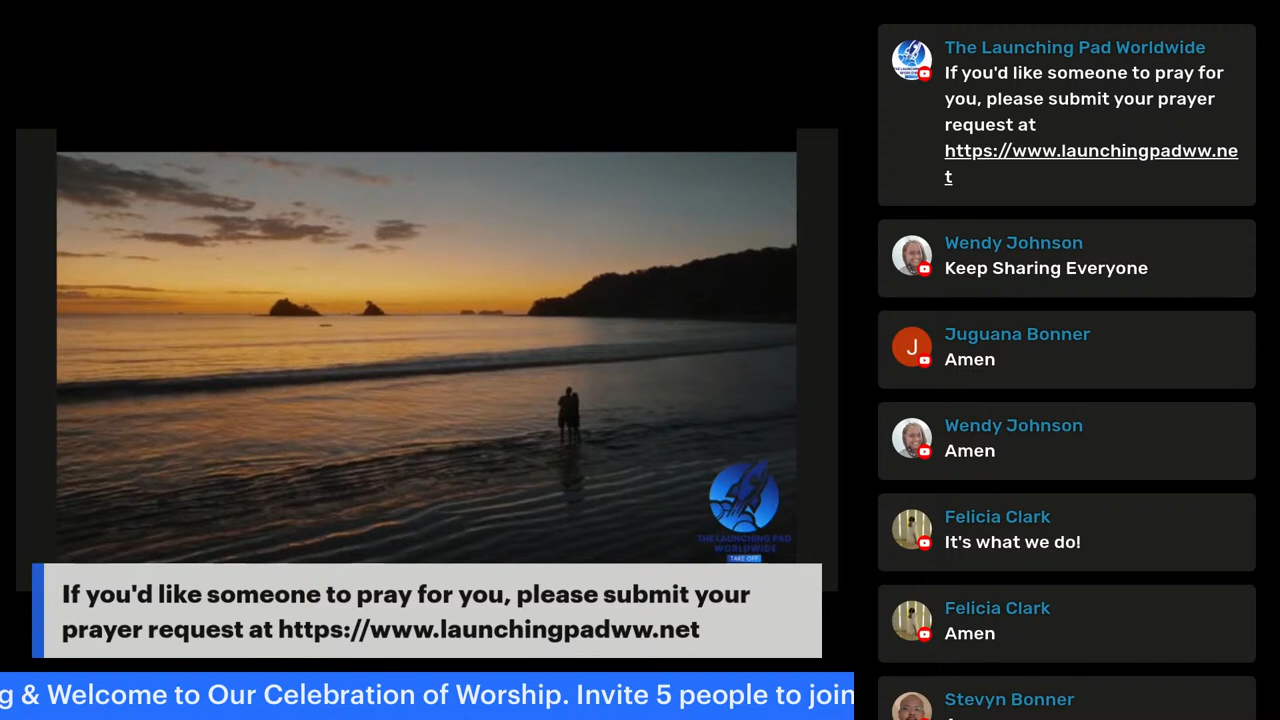 THE LAUNCHING PAD
WORLDWIDE
TAKE OFF
If you'd like someone to pray for you, please submit your
prayer request at https://www.launchingpadww.net
g & Welcome to Our Celebration of Worship. Invite 5 people to join
The Launching Pad Worldwide
If you'd like someone to pray for
you, please submit your prayer
request at
https://www.launchingpadww.ne
t
Wendy Johnson
Keep Sharing Everyone
J
Juguana Bonner
Amen
Wendy Johnson
Amen
Felicia Clark
It's what we do!
Felicia Clark
Amen
Stevyn Bonner